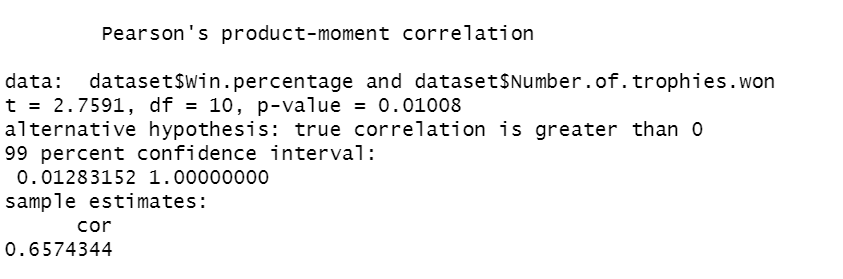 Pearson's product-moment correlation
data:  dataset$Win.percentage and dataset$Number.of.trophies.won
t = 2.7591, df = 10, p-value = 0.01008
alternative hypothesis: true correlation is greater than 0
99 percent confidence interval:
 0.01283152 1.00000000
sample estimates:
      cor
0.6574344